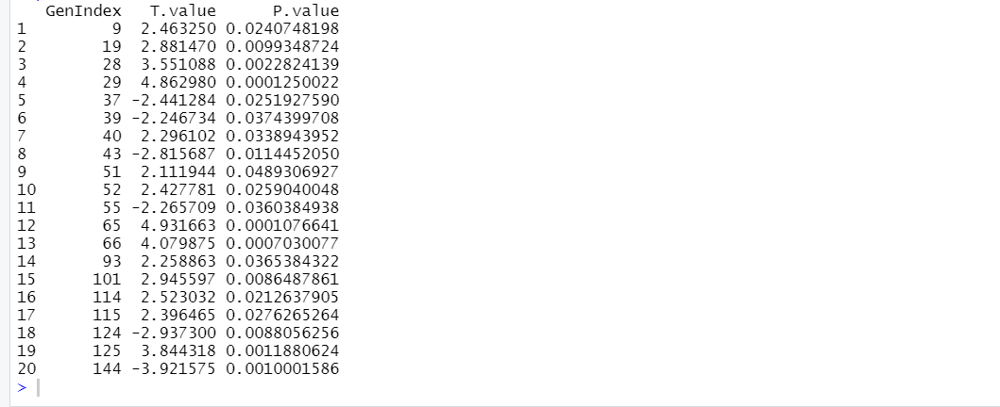 GenIndex T.value P.value
1 9 2.463250 0.0240748198
2 19 2.881470 0.0099348724
3 28 3.551088 0.0022824139
4 29 4.862980 0.0001250022
5 37 -2.441284 0.0251927590
6 39 -2.246734 0.0374399708
7 40 2.296102 0.0338943952
8 43 -2.815687 0.0114452050
9 51 2.111944 0.0489306927
10 52 2.427781 0.0259040048
11 55 -2.265709 0.0360384938
12 65 4.931663 0.0001076641
13 66 4.079875 0.0007030077
14 93 2.258863 0.0365384322
15 101 2.945597 0.0086487861
16 114 2.523032 0.0212637905
17 115 2.396465 0.0276265264
18 124 -2.937300 0.0088056256
19 125 3.844318 0.0011880624
20 144 -3.921575 0.0010001586
>